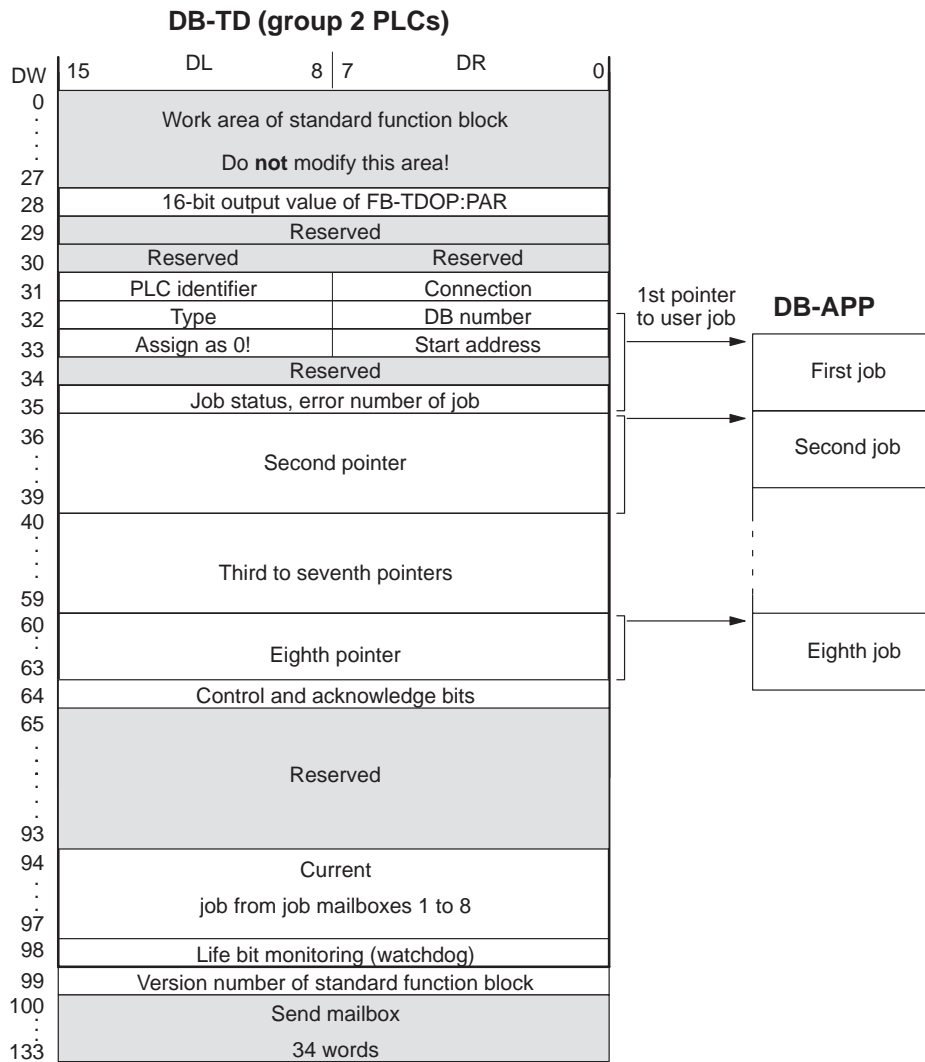 DB-TD (group 2 PLCs)
DW 15 DL 8 7 DR 0
0
Work area of standard function block
Do not modify this area!
27
28 16-bit output value of FB-TDOP:PAR
29 Reserved
30 Reserved Reserved
31 PLC identifier Connection
32 Type DB number
33 Assign as 0! Start address
34 Reserved
35 Job status, error number of job
1st pointer
to user job
DB-APP
First job
36
Second pointer
39
Second job
40
Third to seventh pointers
59
60
Eighth pointer
63
Eighth job
64 Control and acknowledge bits
65
Reserved
93
94 Current
job from job mailboxes 1 to 8
97
98 Life bit monitoring (watchdog)
99 Version number of standard function block
100 Send mailbox
133 34 words